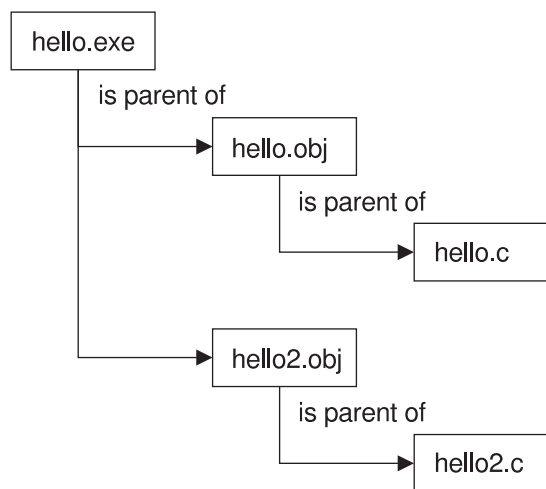 hello.exe
is parent of
hello.obj
is parent of
hello.c
hello2.obj
is parent of
hello2.c